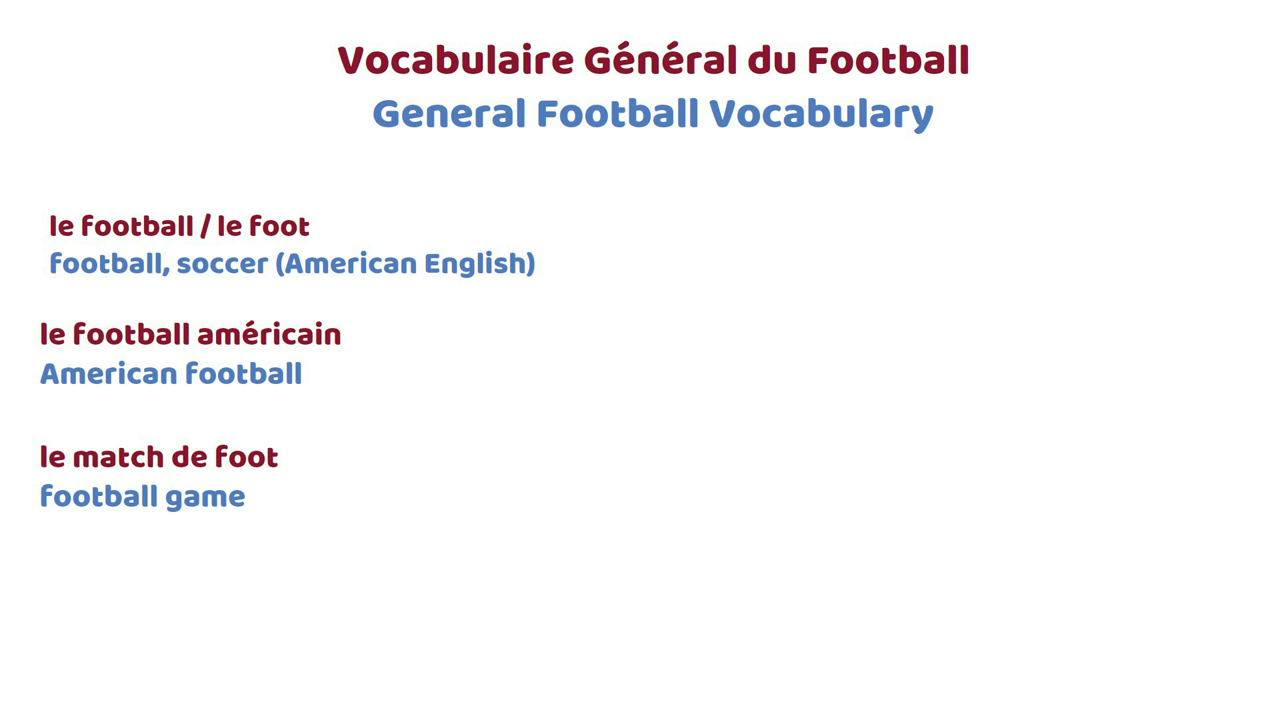 Vocabulaire Général du Football
General Football Vocabulary
le football / le foot
football, soccer (American English)
le football américain
American football
le match de foot
football game